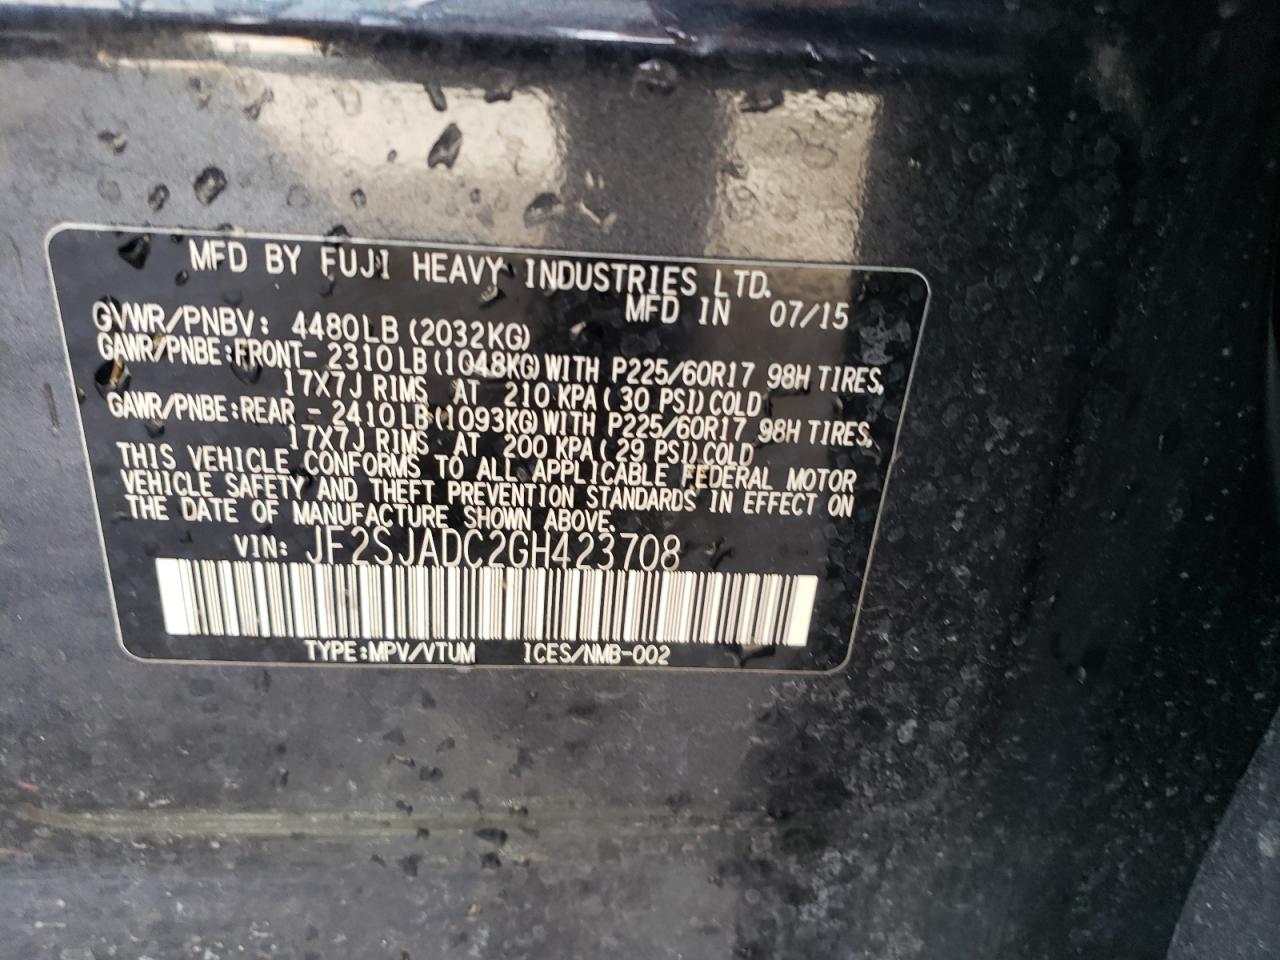 MFD BY FUJI HEAVY INDUSTRIES LTD.
MFD IN 07/15
GVWR/PNBV: 4480LB (2032KG)
GAWR/PNBE:FRONT- 2310LB (1048KG) WITH P225/60R17 98H TIRES,
17X7J RIMS AT 210 KPA ( 30 PSI) COLD
GAWR/PNBE:REAR - 2410LB (1093KG) WITH P225/60R17 98H TIRES,
17X7J RIMS AT 200 KPA ( 29 PSI) COLD
THIS VEHICLE CONFORMS TO ALL APPLICABLE FEDERAL MOTOR
VEHICLE SAFETY AND THEFT PREVENTION STANDARDS IN EFFECT ON
THE DATE OF MANUFACTURE SHOWN ABOVE.
VIN: JF2SJADC2GH423708
TYPE:MPV/VTUM ICES/NMB-002